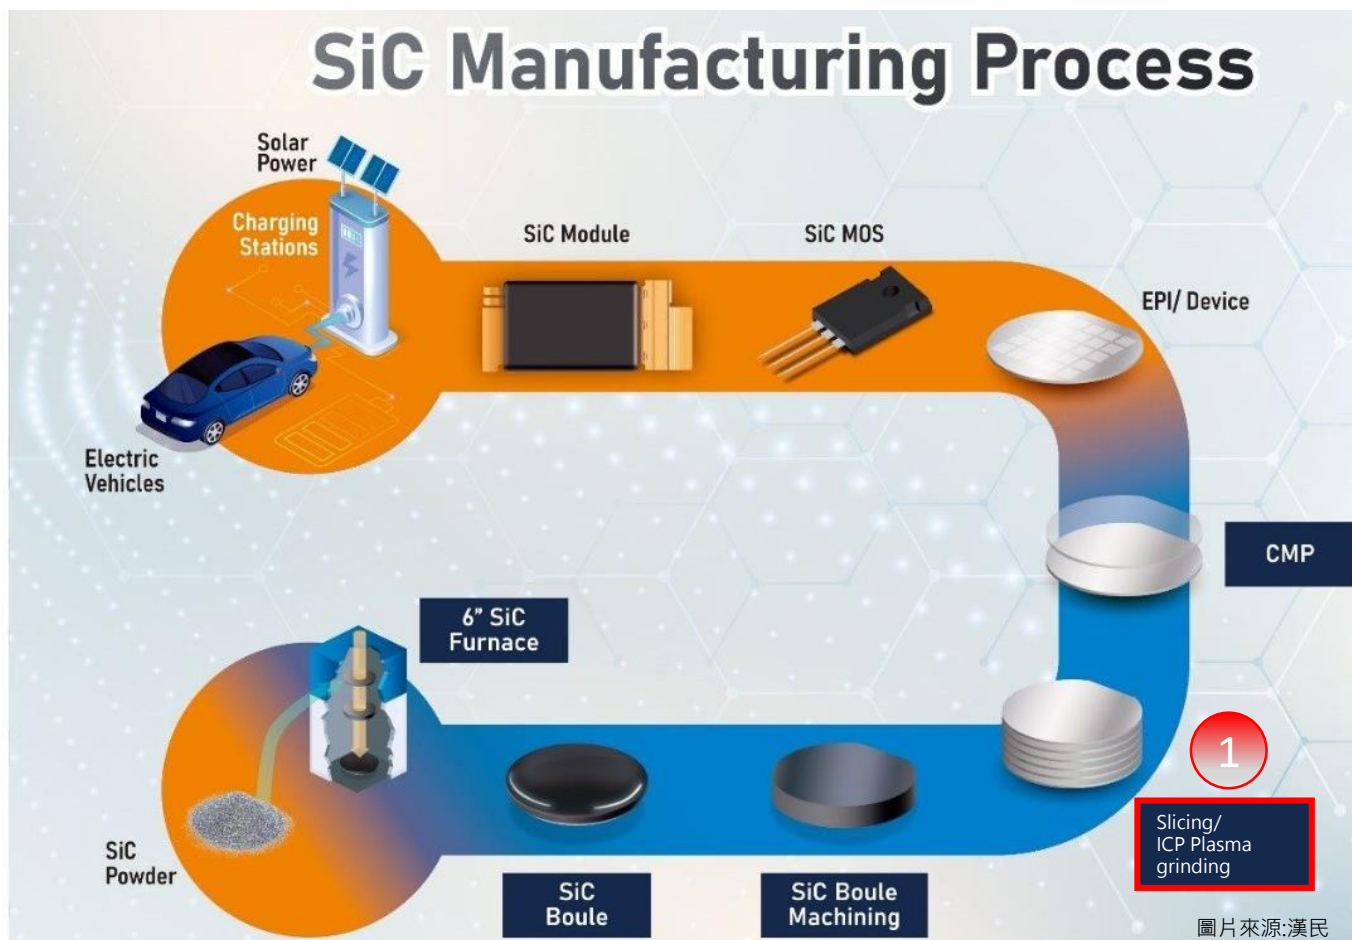 SiC Manufacturing Process
Solar
Power
Charging
Stations
SiC Module
SiC MOS
EPI/ Device
Electric
Vehicles
CMP
6” SiC
Furnace
1
Slicing/
ICP Plasma
grinding
SiC
Powder
SiC
Boule
SiC Boule
Machining
圖片來源:漢民